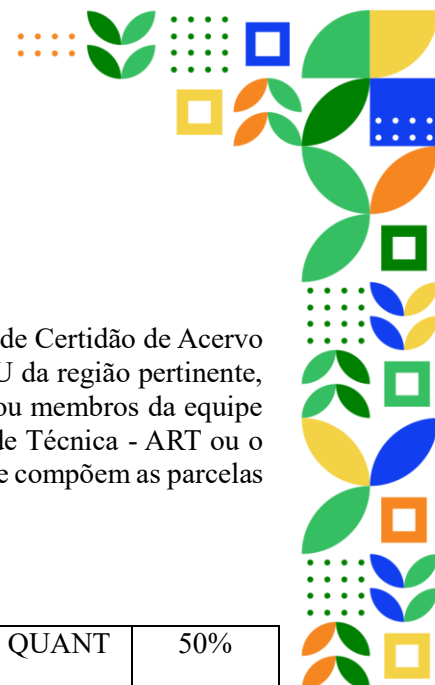 de Certidão de Acervo
U da região pertinente,
ou membros da equipe
de Técnica - ART ou o
e compõem as parcelas
QUANT 50%